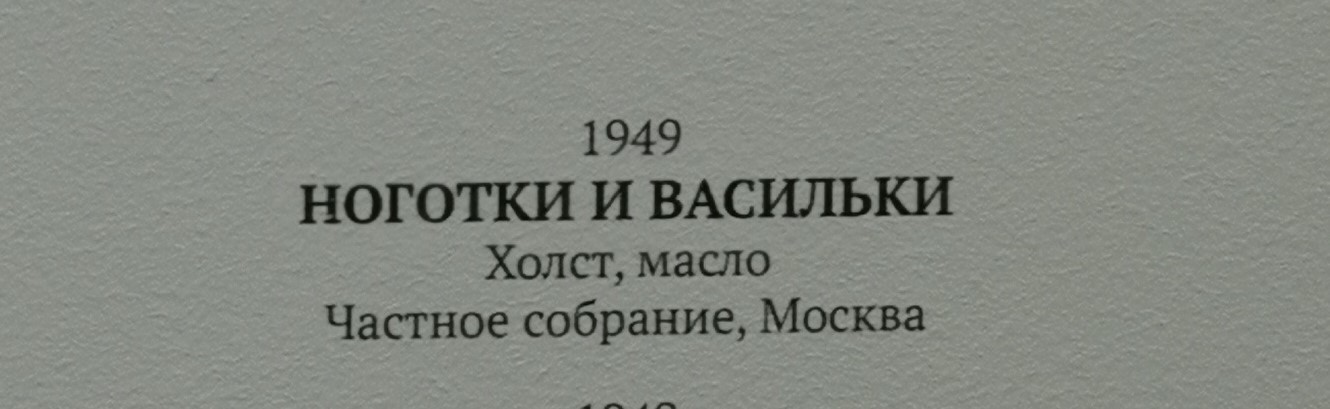 1949
НОГОТКИ И ВАСИЛЬКИ
Холст, масло
Частное собрание, Москва